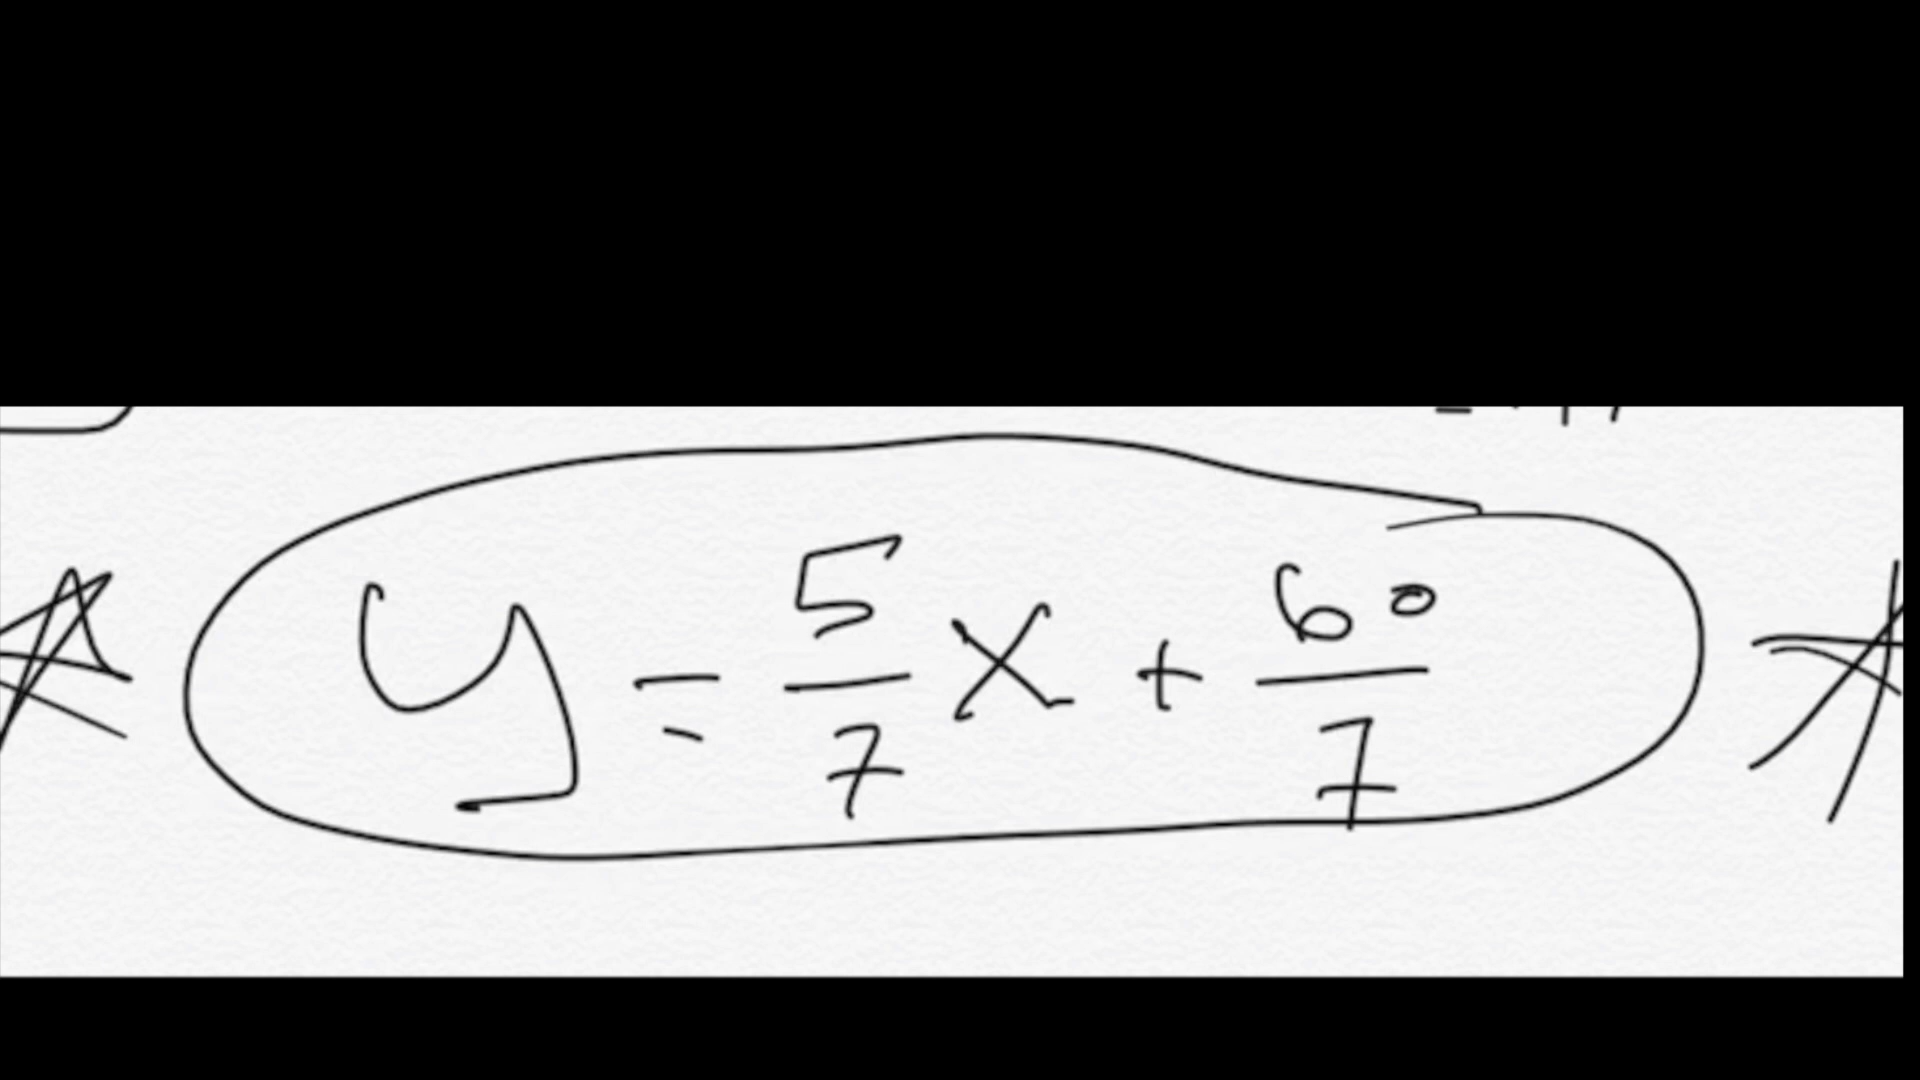 y = 5/7 x + 60/7